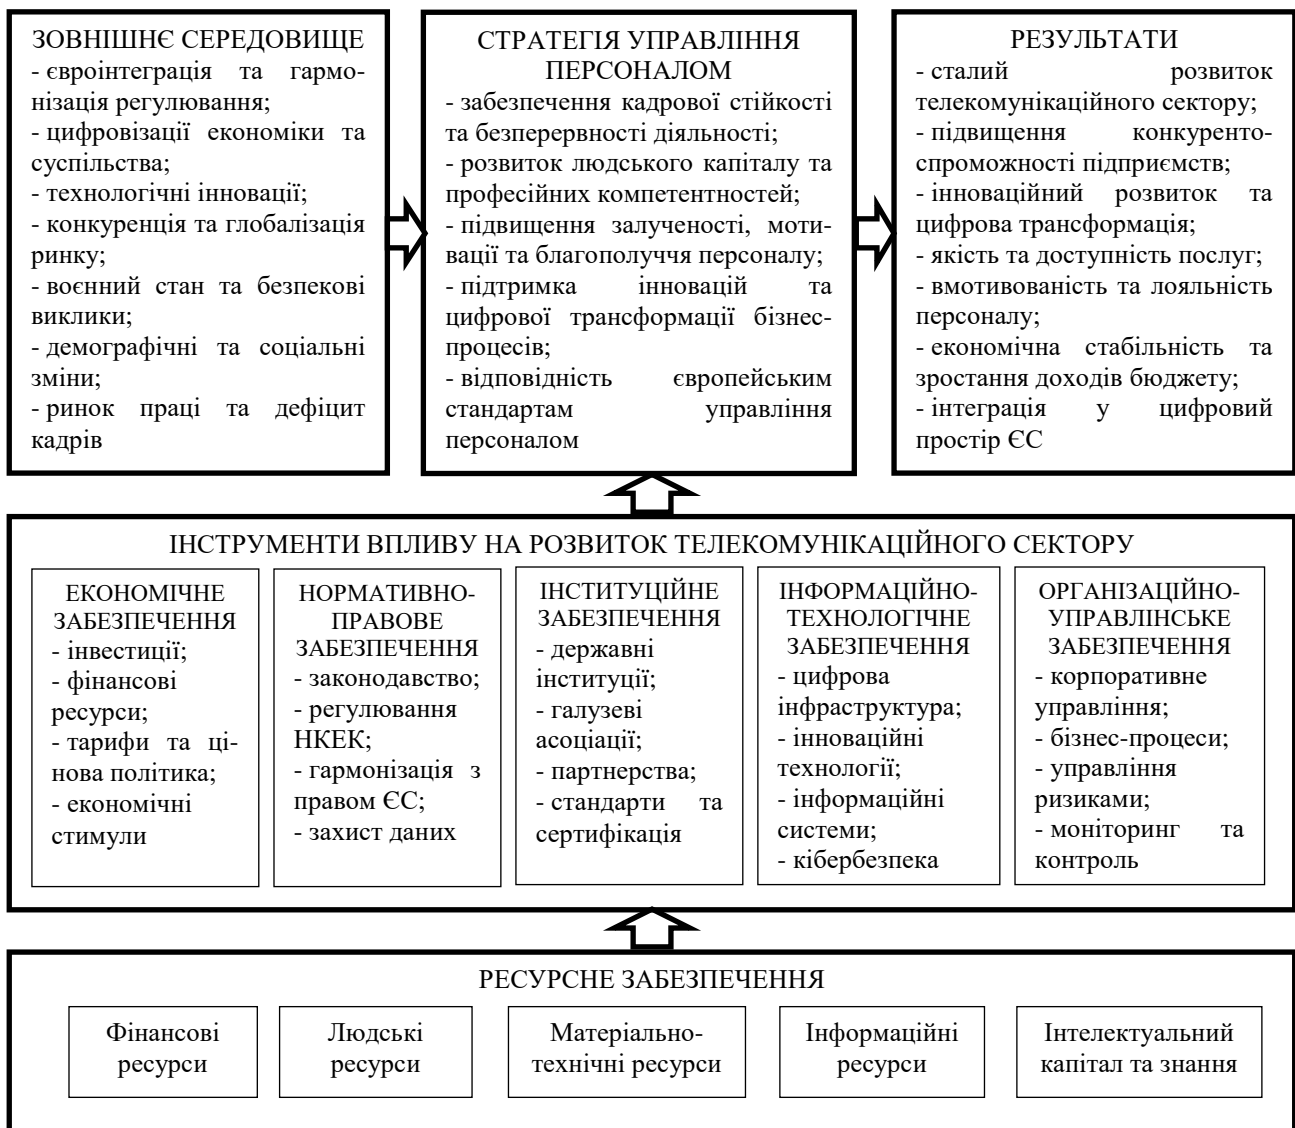 ЗОВНІШНЄ СЕРЕДОВИЩЕ
- євроінтеграція та гармо-
нізація регулювання;
- цифровізації економіки та
суспільства;
- технологічні інновації;
- конкуренція та глобалізація
ринку;
- воєнний стан та безпекові
виклики;
- демографічні та соціальні
зміни;
- ринок праці та дефіцит
кадрів
СТРАТЕГІЯ УПРАВЛІННЯ
ПЕРСОНАЛОМ
- забезпечення кадрової стійкості
та безперервності діяльності;
- розвиток людського капіталу та
професійних компетентностей;
- підвищення залученості, моти-
вації та благополуччя персоналу;
- підтримка інновацій та
цифрової трансформації бізнес-
процесів;
- відповідність європейським
стандартам управління
персоналом
РЕЗУЛЬТАТИ
- сталий розвиток
телекомунікаційного сектору;
- підвищення конкуренто-
спроможності підприємств;
- інноваційний розвиток та
цифрова трансформація;
- якість та доступність послуг;
- вмотивованість та лояльність
персоналу;
- економічна стабільність та
зростання доходів бюджету;
- інтеграція у цифровий
простір ЄС
ІНСТРУМЕНТИ ВПЛИВУ НА РОЗВИТОК ТЕЛЕКОМУНІКАЦІЙНОГО СЕКТОРУ
ЕКОНОМІЧНЕ
ЗАБЕЗПЕЧЕННЯ
- інвестиції;
- фінансові
ресурси;
- тарифи та ці-
нова політика;
- економічні
стимули
НОРМАТИВНО-
ПРАВОВЕ
ЗАБЕЗПЕЧЕННЯ
- законодавство;
- регулювання
НКЕК;
- гармонізація з
правом ЄС;
- захист даних
ІНСТИТУЦІЙНЕ
ЗАБЕЗПЕЧЕННЯ
- державні
інституції;
- галузеві
асоціації;
- партнерства;
- стандарти та
сертифікація
ІНФОРМАЦІЙНО-
ТЕХНОЛОГІЧНЕ
ЗАБЕЗПЕЧЕННЯ
- цифрова
інфраструктура;
- інноваційні
технології;
- інформаційні
системи;
- кібербезпека
ОРГАНІЗАЦІЙНО-
УПРАВЛІНСЬКЕ
ЗАБЕЗПЕЧЕННЯ
- корпоративне
управління;
- бізнес-процеси;
- управління
ризиками;
- моніторинг та
контроль
РЕСУРСНЕ ЗАБЕЗПЕЧЕННЯ
Фінансові
ресурси
Людські
ресурси
Матеріально-
технічні ресурси
Інформаційні
ресурси
Інтелектуальний
капітал та знання